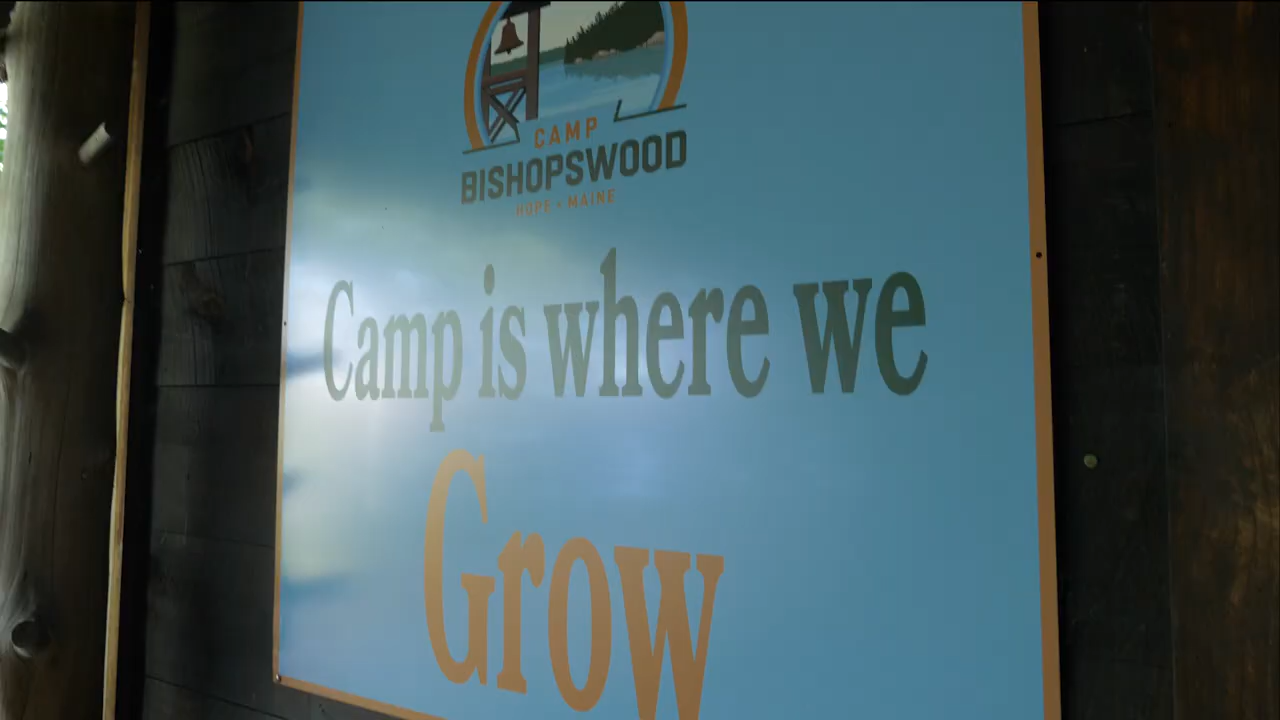 CAMP
BISHOPSWOOD
HOPE • MAINE
Camp is where we
Grow